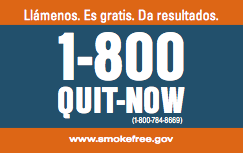 Llámenos. Es gratis. Da resultados.
1-800
QUIT-NOW
(1-800-784-8669)
www.smokefree.gov